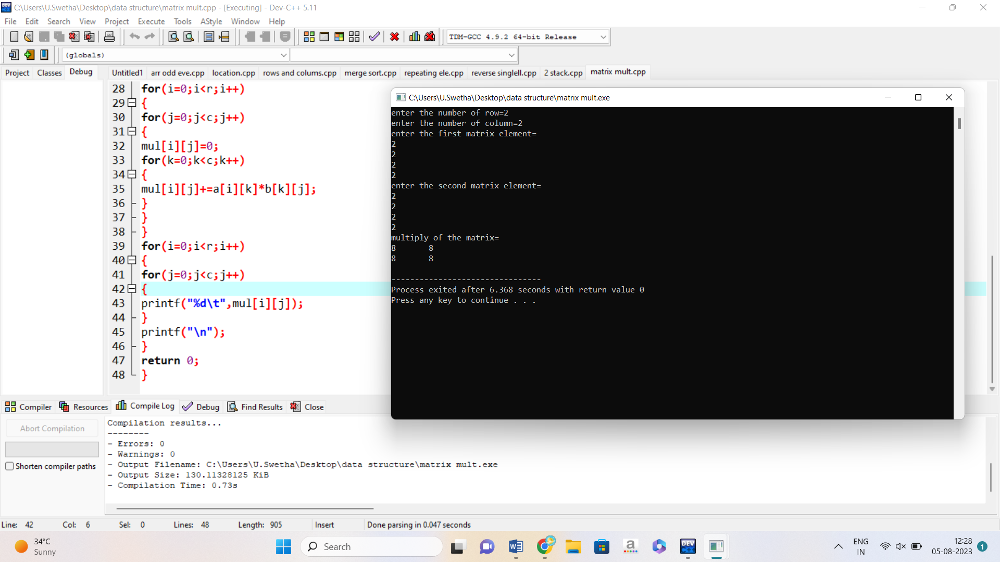 C:\Users\U.Swetha\Desktop\data structure\matrix mult.cpp - [Executing] - Dev-C++ 5.11
File Edit Search View Project Execute Tools AStyle Window Help
TDM-GCC 4.9.2 64-bit Release
(globals)
Project Classes Debug
Untitled1 arr odd eve.cpp location.cpp rows and colums.cpp merge sort.cpp repeating ele.cpp reverse singlell.cpp 2 stack.cpp matrix mult.cpp
28 for(i=0;i<r;i++)
29 {
30 for(j=0;j<c;j++)
31 {
32 mul[i][j]=0;
33 for(k=0;k<c;k++)
34 {
35 mul[i][j]+=a[i][k]*b[k][j];
36 }
37 }
38 }
39 for(i=0;i<r;i++)
40 {
41 for(j=0;j<c;j++)
42 {
43 printf("%d\t",mul[i][j]);
44 }
45 printf("\n");
46 }
47 return 0;
48 }
C:\Users\U.Swetha\Desktop\data structure\matrix mult.exe
enter the number of row=2
enter the number of column=2
enter the first matrix element=
2
2
2
2
enter the second matrix element=
2
2
2
2
multiply of the matrix=
8 8
8 8
--------------------------------
Process exited after 6.368 seconds with return value 0
Press any key to continue . . .
Compiler Resources Compile Log Debug Find Results Close
Abort Compilation
Shorten compiler paths
Compilation results...
--------
- Errors: 0
- Warnings: 0
- Output Filename: C:\Users\U.Swetha\Desktop\data structure\matrix mult.exe
- Output Size: 130.11328125 KiB
- Compilation Time: 0.73s
Line: 42 Col: 6 Sel: 0 Lines: 48 Length: 905 Insert Done parsing in 0.047 seconds
34°C
Sunny
Search
ENG
IN
12:28
05-08-2023
1